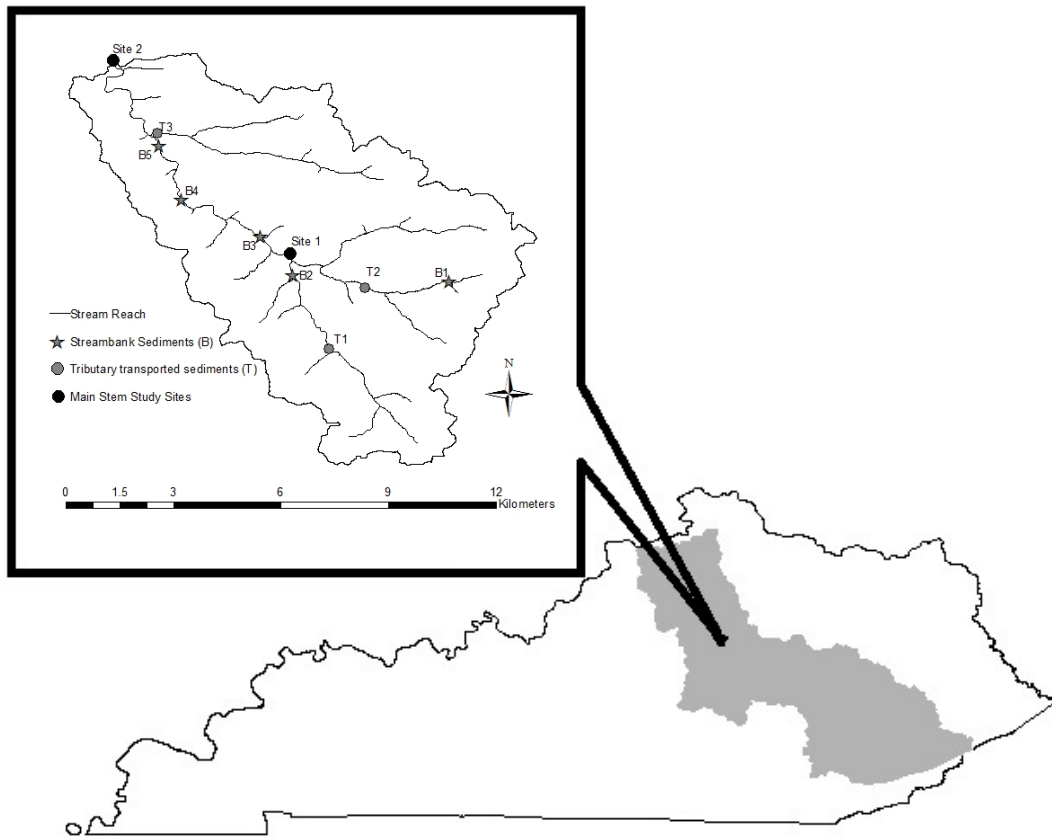 Site 2
T3
B5
B4
B3
Site 1
B2
T2
B1
T1
Stream Reach
Streambank Sediments (B)
Tributary transported sediments (T)
Main Stem Study Sites
N
0 1.5 3 6 9 12
Kilometers